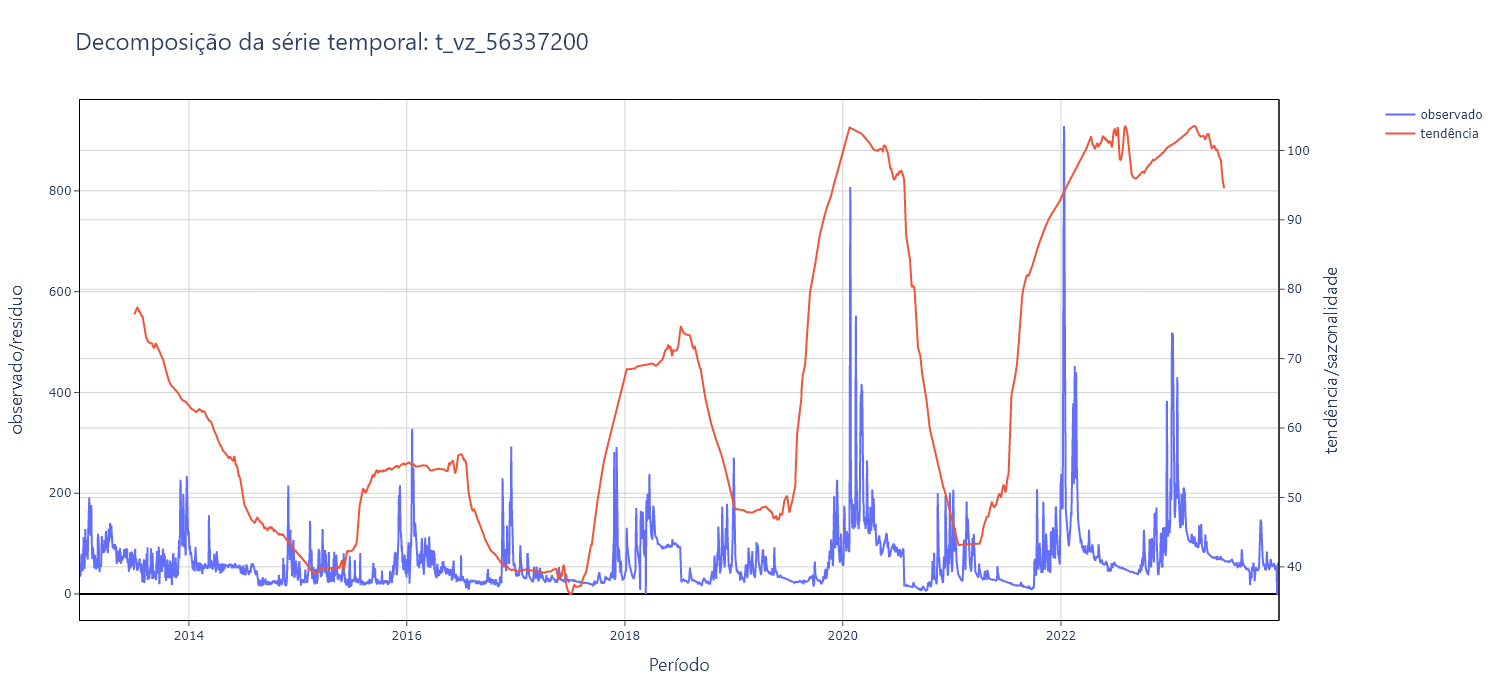 Decomposição da série temporal: t_vz_56337200
observado
tendência
observado/resíduo
800
600
400
200
0
100
90
80
70
60
50
40
tendência/sazonalidade
2014
2016
2018
2020
2022
Período